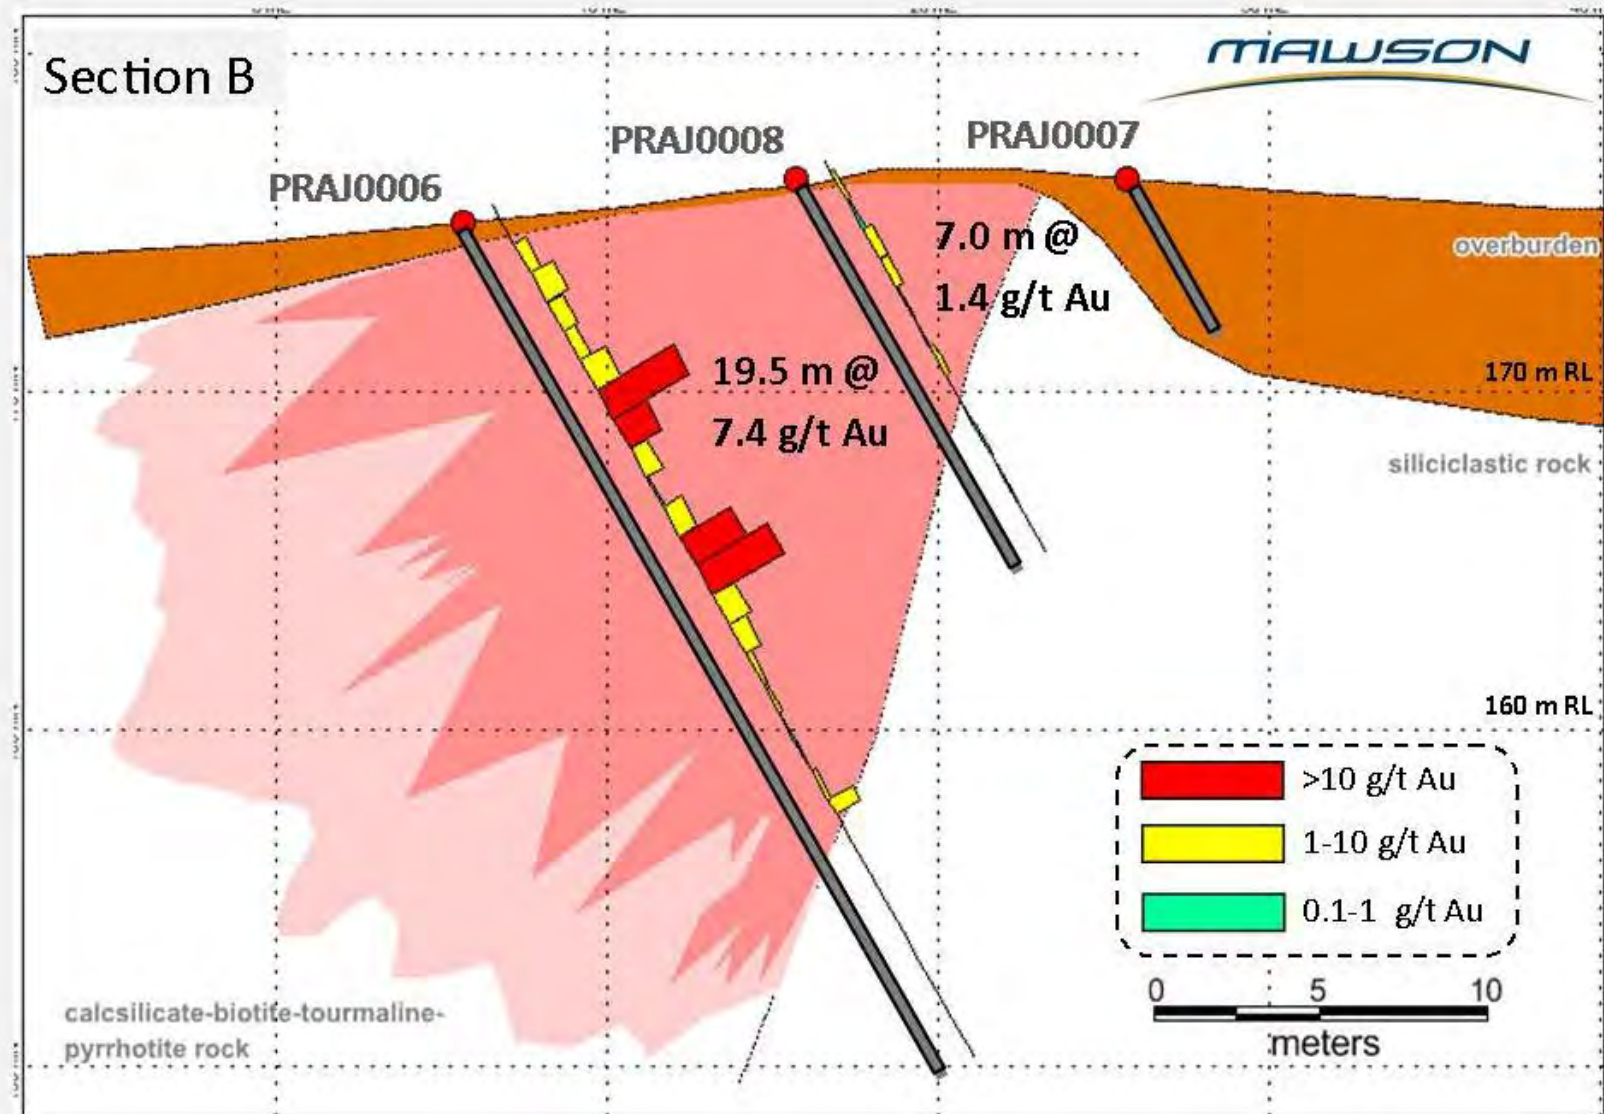 Section B
MAWSON
PRAJ0006
PRAJ0008
PRAJ0007
7.0 m @
1.4 g/t Au
overburden
19.5 m @
7.4 g/t Au
170 m RL
siliciclastic rock
160 m RL
>10 g/t Au
1-10 g/t Au
0.1-1 g/t Au
0 5 10
meters
calcsilicate-biotite-tourmaline-
pyrrhotite rock